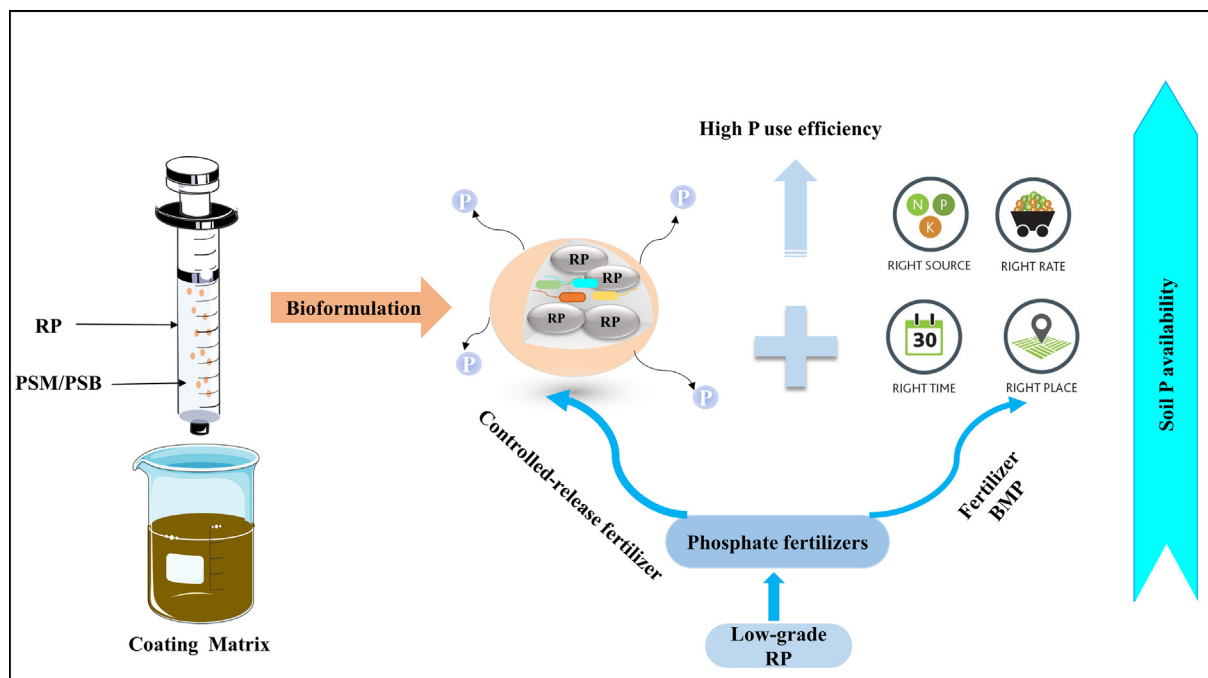 High P use efficiency
P
P
RP
RP
RP
RP
P
P
N
P
K
RIGHT SOURCE
RIGHT RATE
30
RIGHT TIME
RIGHT PLACE
RP
PSM/PSB
Bioformulation
Coating Matrix
Controlled-release fertilizer
Fertilizer
BMP
Phosphate fertilizers
Low-grade
RP
Soil P availability